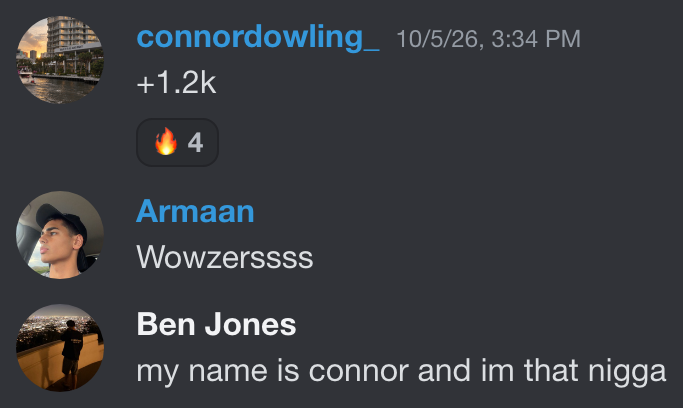 connordowling_ 10/5/26, 3:34 PM
+1.2k
🔥 4
Armaan
Wowzerssss
Ben Jones
my name is connor and im that nigga